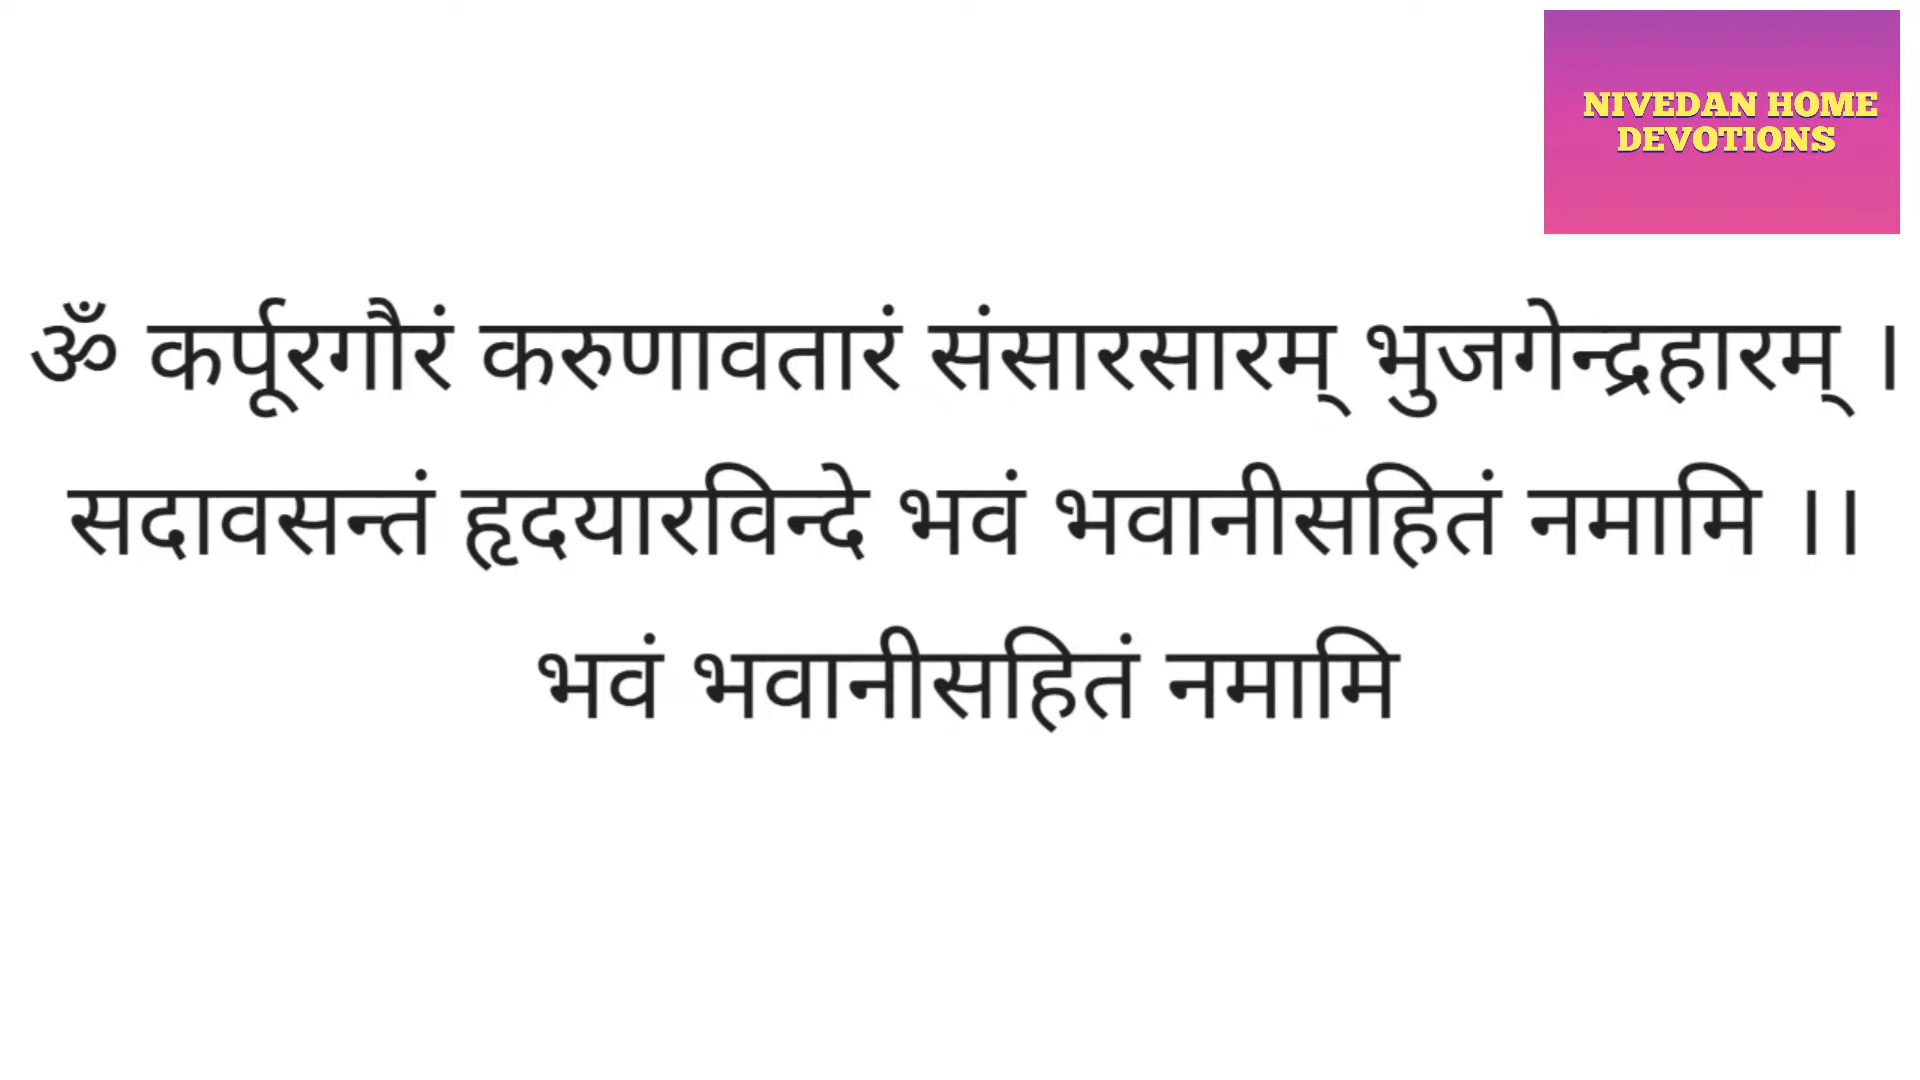 NIVEDAN HOME
DEVOTIONS
ॐ कर्पूरगौरं करुणावतारं संसारसारम् भुजगेन्द्रहारम् ।
सदावसन्तं हृदयारविन्दे भवं भवानीसहितं नमामि ।।
भवं भवानीसहितं नमामि